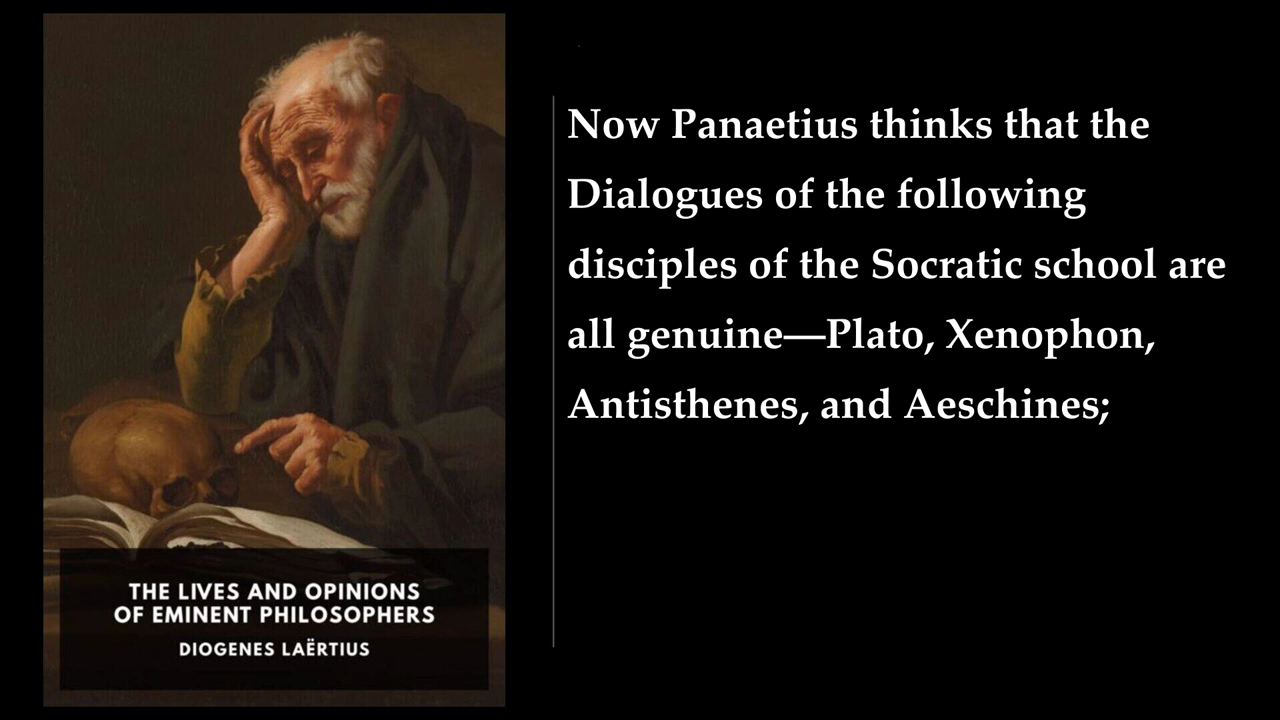 Now Panaetius thinks that the
Dialogues of the following
disciples of the Socratic school are
all genuine—Plato, Xenophon,
Antisthenes, and Aeschines;
THE LIVES AND OPINIONS
OF EMINENT PHILOSOPHERS
DIOGENES LAËRTIUS